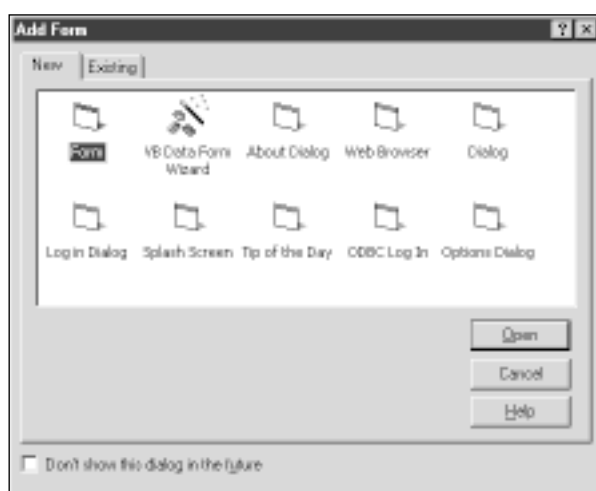 Add Form
New Existing
Form VB Data Form Wizard About Dialog Web Browser Dialog
Log in Dialog Splash Screen Tip of the Day ODBC Log In Options Dialog
Open
Cancel
Help
Don't show this dialog in the future